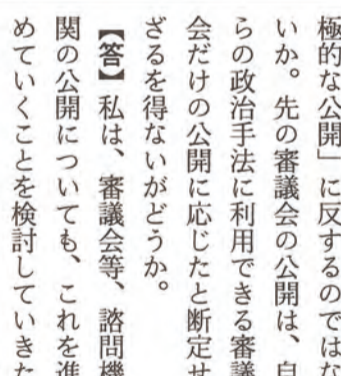 極的な公開」に反するのではな
いか。先の審議会の公開は、自
らの政治手法に利用できる審議
会だけの公開に応じたと断定せ
ざるを得ないがどうか。
【答】私は、審議会等、諮問機
関の公開についても、これを進
めていくことを検討していきた